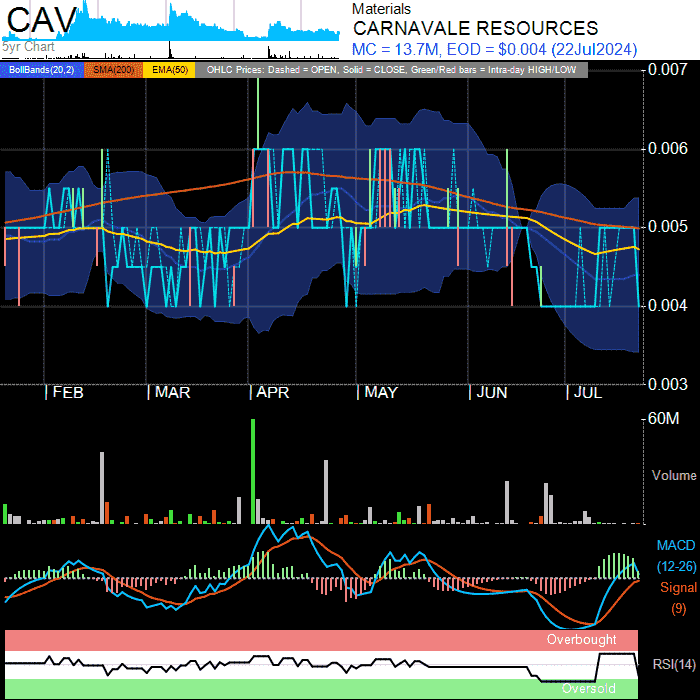 CAV
5yr Chart
Materials
CARNAVALE RESOURCES
MC = 13.7M, EOD = $0.004 (22Jul2024)
BollBands(20,2) SMA(200) EMA(50) OHLC Prices: Dashed = OPEN, Solid = CLOSE, Green/Red bars = Intra-day HIGH/LOW
0.007
0.006
0.005
0.004
0.003
| FEB | MAR | APR | MAY | JUN | JUL
60M
Volume
MACD
(12-26)
Signal
(9)
Overbought
RSI(14)
Oversold